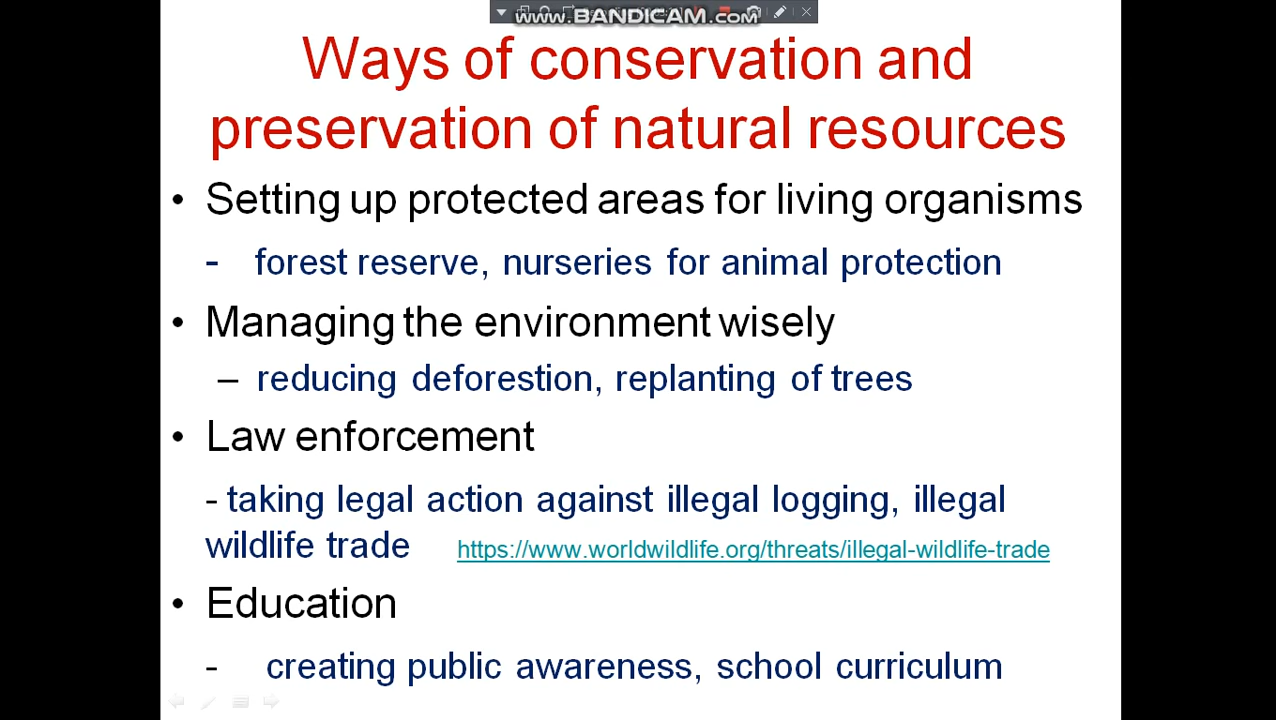 www.BANDICAM.com
Ways of conservation and
preservation of natural resources
• Setting up protected areas for living organisms
- forest reserve, nurseries for animal protection
• Managing the environment wisely
– reducing deforestion, replanting of trees
• Law enforcement
- taking legal action against illegal logging, illegal
wildlife trade https://www.worldwildlife.org/threats/illegal-wildlife-trade
• Education
- creating public awareness, school curriculum